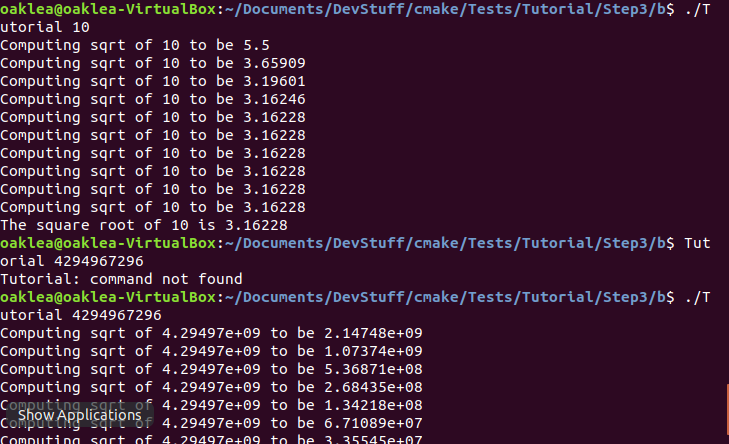 oaklea@oaklea-VirtualBox:~/Documents/DevStuff/cmake/Tests/Tutorial/Step3/b$ ./T
utorial 10
Computing sqrt of 10 to be 5.5
Computing sqrt of 10 to be 3.65909
Computing sqrt of 10 to be 3.19601
Computing sqrt of 10 to be 3.16246
Computing sqrt of 10 to be 3.16228
Computing sqrt of 10 to be 3.16228
Computing sqrt of 10 to be 3.16228
Computing sqrt of 10 to be 3.16228
Computing sqrt of 10 to be 3.16228
Computing sqrt of 10 to be 3.16228
The square root of 10 is 3.16228
oaklea@oaklea-VirtualBox:~/Documents/DevStuff/cmake/Tests/Tutorial/Step3/b$ Tut
orial 4294967296
Tutorial: command not found
oaklea@oaklea-VirtualBox:~/Documents/DevStuff/cmake/Tests/Tutorial/Step3/b$ ./T
utorial 4294967296
Computing sqrt of 4.29497e+09 to be 2.14748e+09
Computing sqrt of 4.29497e+09 to be 1.07374e+09
Computing sqrt of 4.29497e+09 to be 5.36871e+08
Computing sqrt of 4.29497e+09 to be 2.68435e+08
Computing sqrt of 4.29497e+09 to be 1.34218e+08
Show Applications
Computing sqrt of 4.29497e+09 to be 6.71089e+07
Computing sqrt of 4.29497e+09 to be 3.35545e+07